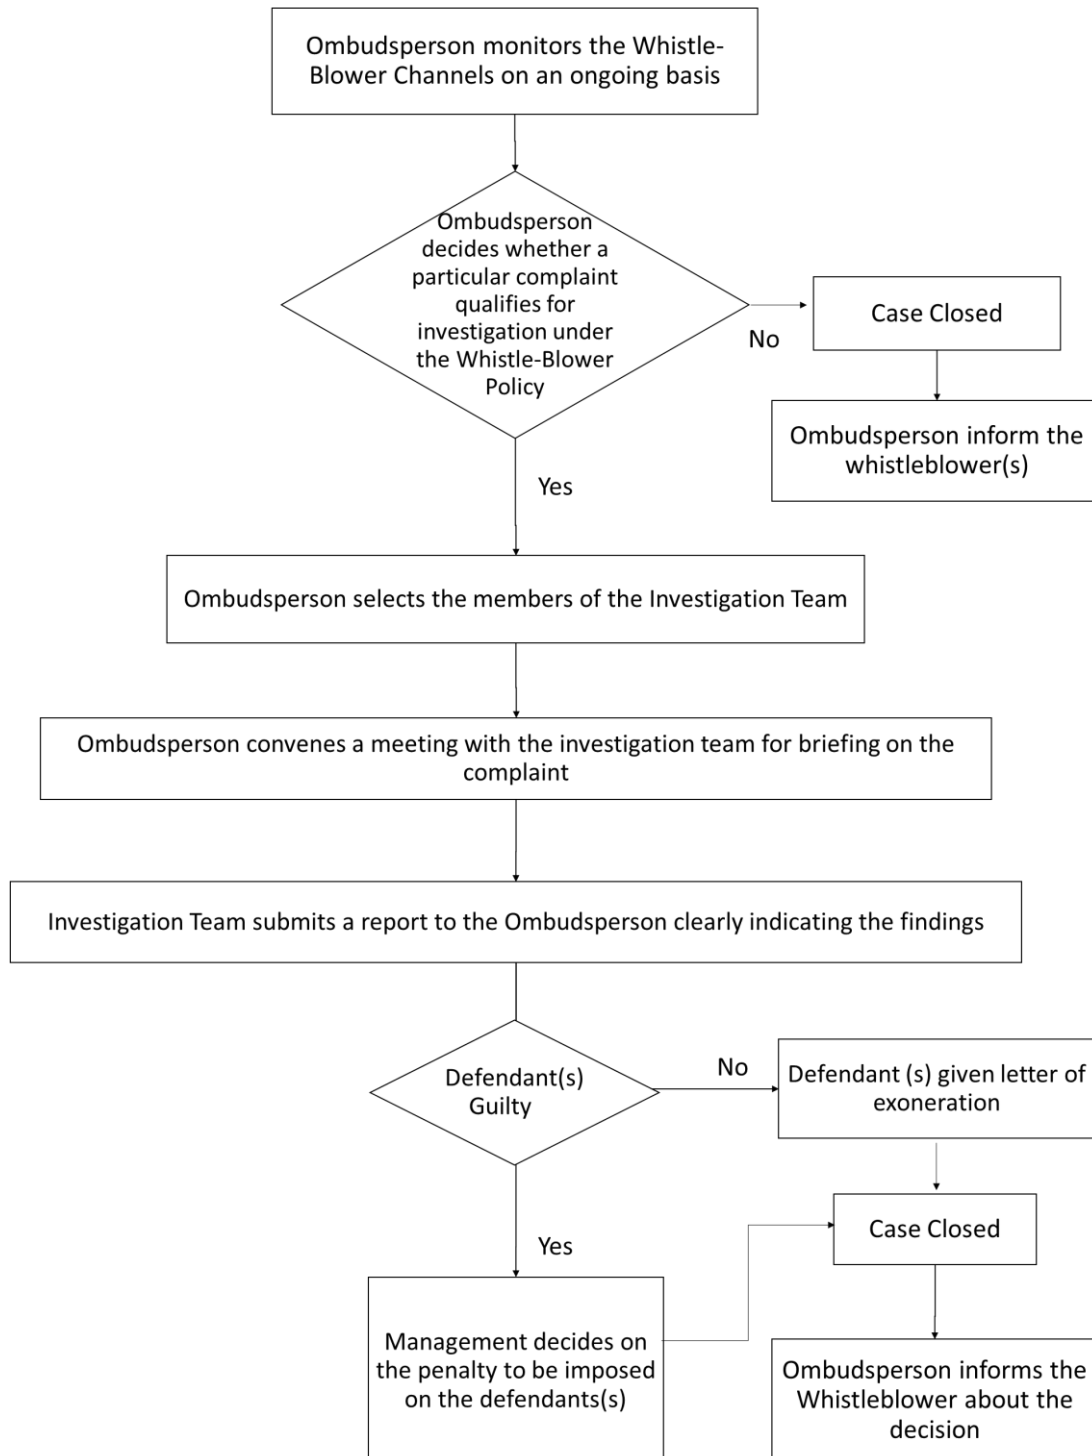 Ombudsperson monitors the Whistle-
Blower Channels on an ongoing basis
Ombudsperson
decides whether a
particular complaint
qualifies for
investigation under
the Whistle-Blower
Policy
No
Case Closed
Ombudsperson inform the
whistleblower(s)
Yes
Ombudsperson selects the members of the Investigation Team
Ombudsperson convenes a meeting with the investigation team for briefing on the
complaint
Investigation Team submits a report to the Ombudsperson clearly indicating the findings
Defendant(s)
Guilty
No
Defendant (s) given letter of
exoneration
Case Closed
Yes
Management decides on
the penalty to be imposed
on the defendants(s)
Ombudsperson informs the
Whistleblower about the
decision